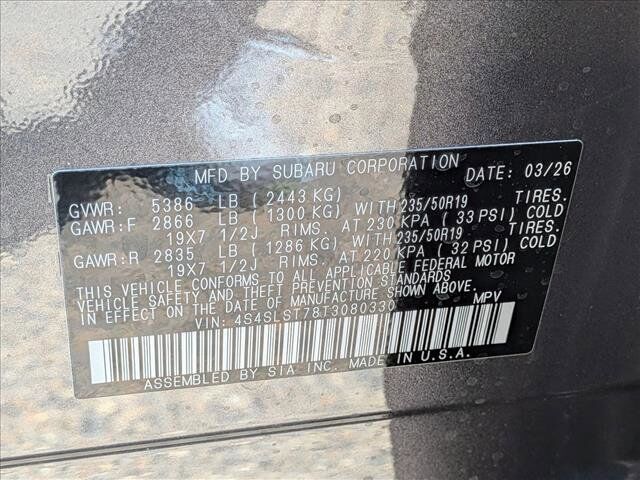 MFD BY SUBARU CORPORATION DATE: 03/26
GVWR: 5386 LB ( 2443 KG)
GAWR:F 2866 LB ( 1300 KG) WITH 235/50R19 TIRES.
19X7 1/2J RIMS. AT 230 KPA ( 33 PSI) COLD
GAWR:R 2835 LB ( 1286 KG) WITH 235/50R19 TIRES.
19X7 1/2J RIMS. AT 220 KPA ( 32 PSI) COLD
THIS VEHICLE CONFORMS TO ALL APPLICABLE FEDERAL MOTOR
VEHICLE SAFETY AND THEFT PREVENTION STANDARDS
IN EFFECT ON THE DATE OF MANUFACTURE SHOWN ABOVE.
VIN: 4S4SLST78T3080330 MPV
ASSEMBLED BY SIA INC. MADE IN U.S.A.